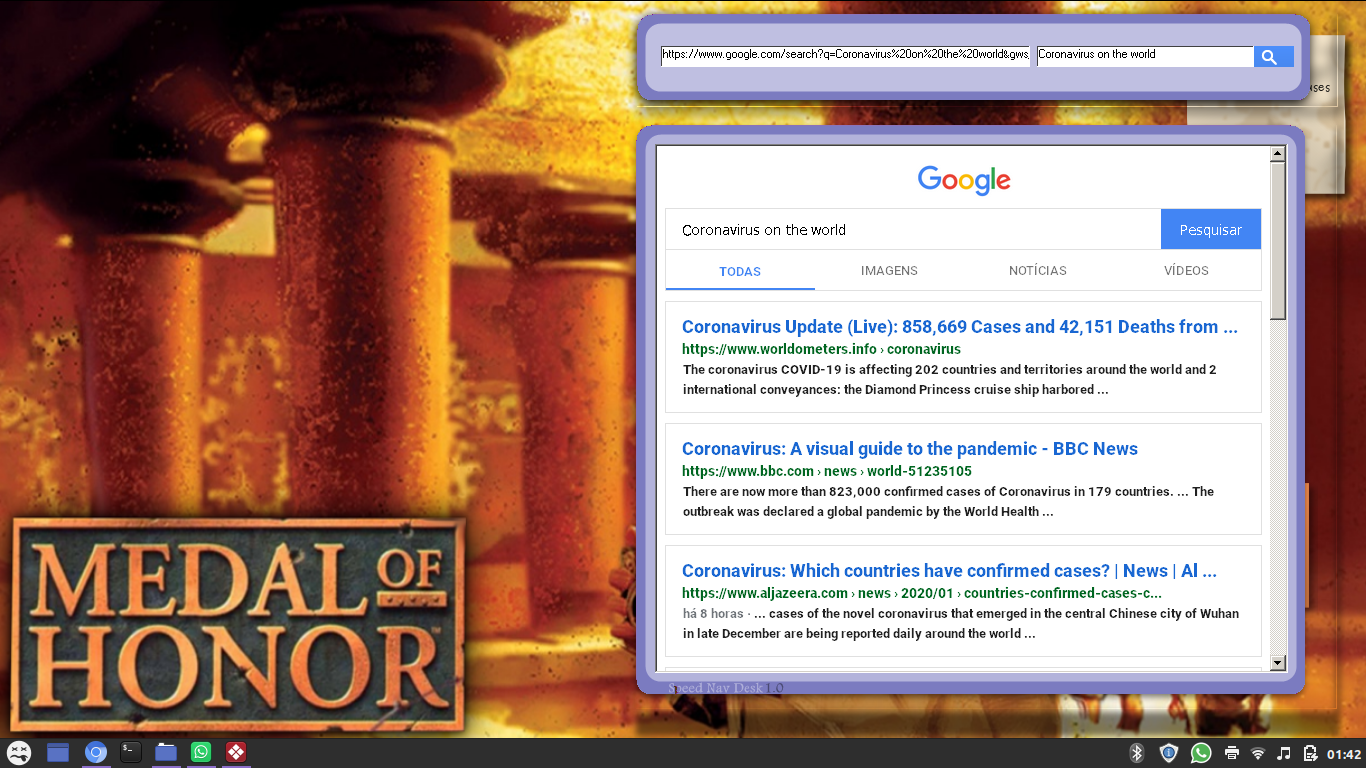 https://www.google.com/search?q=Coronavirus%20on%20the%20world&gws
Coronavirus on the world
Google
Coronavirus on the world
Pesquisar
TODAS
IMAGENS
NOTÍCIAS
VÍDEOS
Coronavirus Update (Live): 858,669 Cases and 42,151 Deaths from ...
https://www.worldometers.info › coronavirus
The coronavirus COVID-19 is affecting 202 countries and territories around the world and 2
international conveyances: the Diamond Princess cruise ship harbored ...
Coronavirus: A visual guide to the pandemic - BBC News
https://www.bbc.com › news › world-51235105
There are now more than 823,000 confirmed cases of Coronavirus in 179 countries. ... The
outbreak was declared a global pandemic by the World Health ...
Coronavirus: Which countries have confirmed cases? | News | Al ...
https://www.aljazeera.com › news › 2020/01 › countries-confirmed-cases-c...
há 8 horas · ... cases of the novel coronavirus that emerged in the central Chinese city of Wuhan
in late December are being reported daily around the world ...
Speed Nav Desk 1.0
MEDAL OF
HONOR
01:42